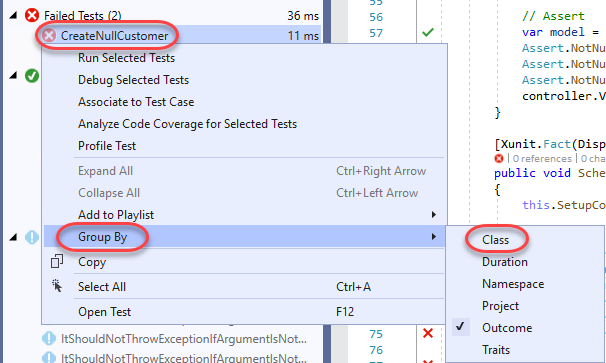 Failed Tests (2) 36 ms
CreateNullCustomer 11 ms
Run Selected Tests
Debug Selected Tests
Associate to Test Case
Analyze Code Coverage for Selected Tests
Profile Test
Expand All Ctrl+Right Arrow
Collapse All Ctrl+Left Arrow
Add to Playlist
Group By
Copy
Select All Ctrl+A
Open Test F12
ItShouldNotThrowExceptionIfArgumentIsNot...
Class
Duration
Namespace
Project
Outcome
Traits
55
56
57
75
76
// Assert
var model =
Assert.NotNu
Assert.NotNu
Assert.NotNu
controller.V
}
[Xunit.Fact(Disp
0 references | 0 cha
public void Sche
{
this.SetupCo